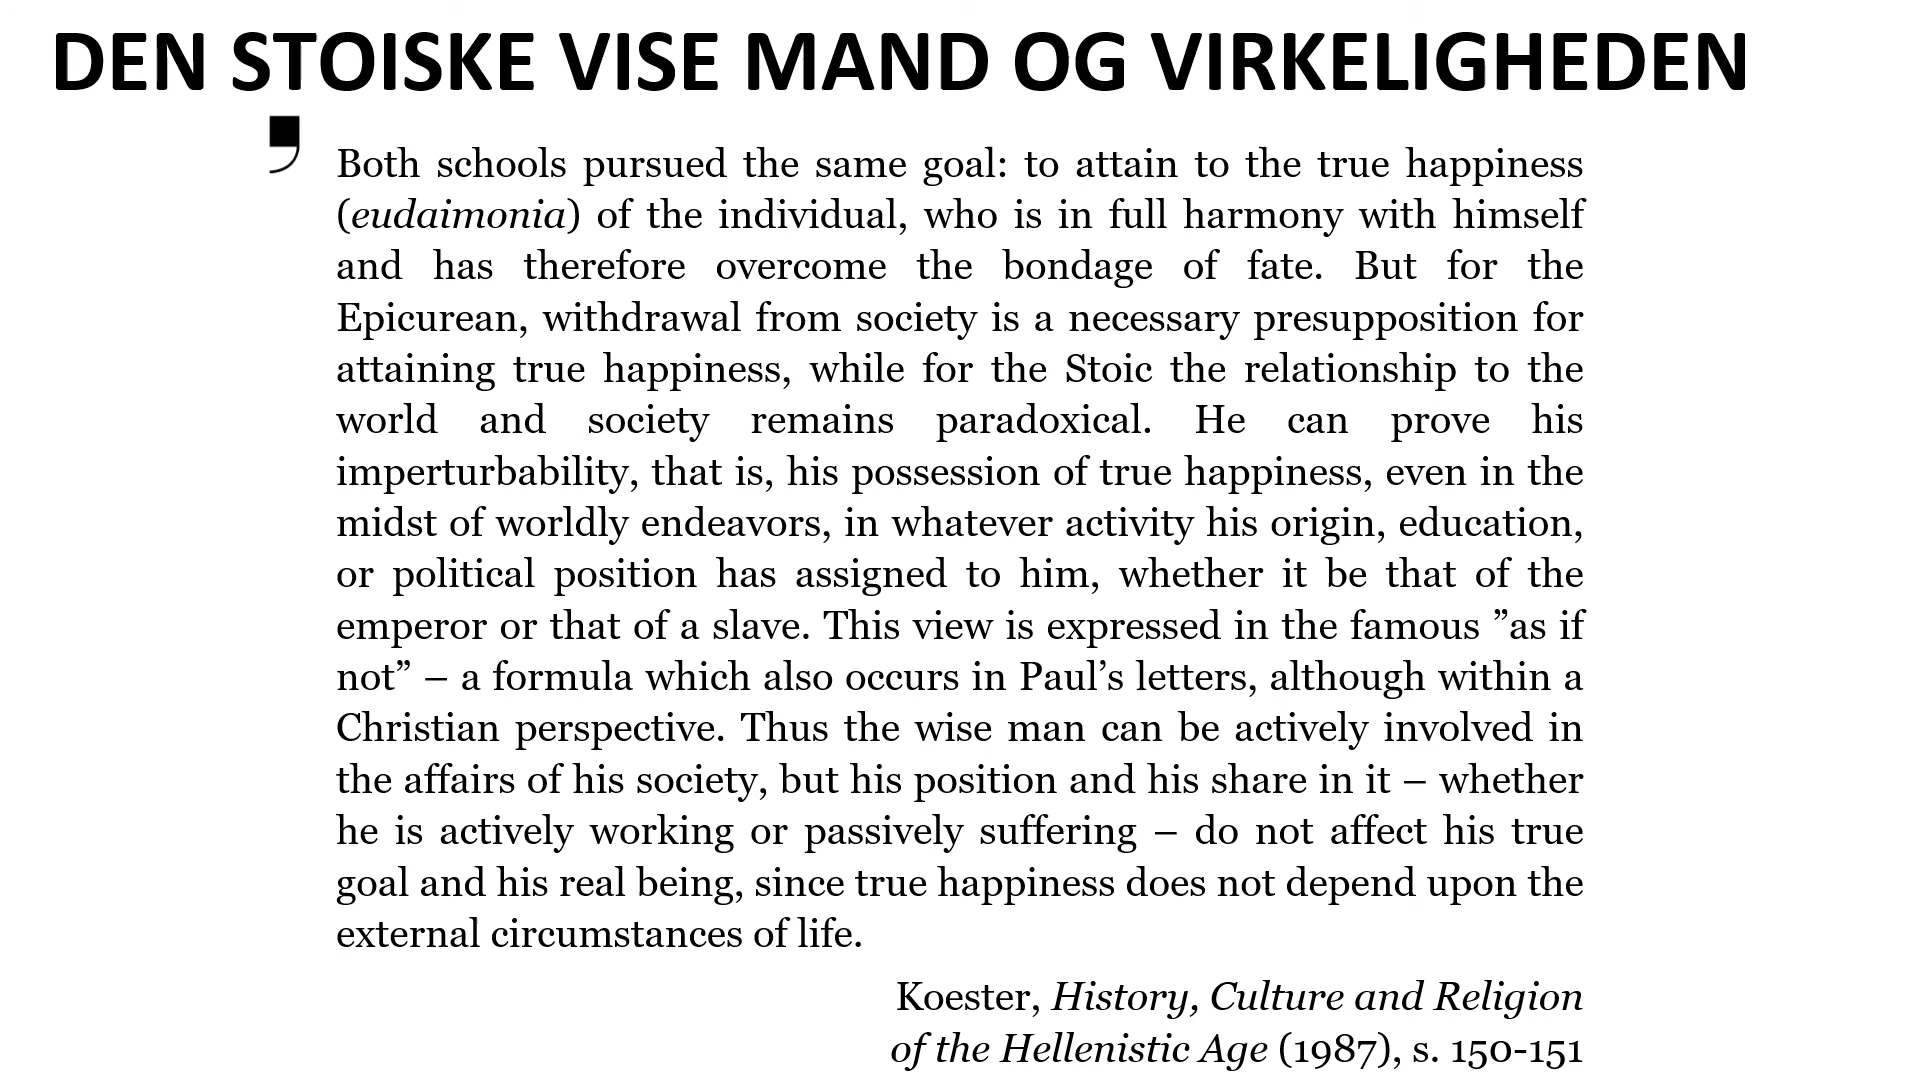 DEN STOISKE VISE MAND OG VIRKELIGHEDEN
Both schools pursued the same goal: to attain to the true happiness
(eudaimonia) of the individual, who is in full harmony with himself
and has therefore overcome the bondage of fate. But for the
Epicurean, withdrawal from society is a necessary presupposition for
attaining true happiness, while for the Stoic the relationship to the
world and society remains paradoxical. He can prove his
imperturbability, that is, his possession of true happiness, even in the
midst of worldly endeavors, in whatever activity his origin, education,
or political position has assigned to him, whether it be that of the
emperor or that of a slave. This view is expressed in the famous ”as if
not” – a formula which also occurs in Paul’s letters, although within a
Christian perspective. Thus the wise man can be actively involved in
the affairs of his society, but his position and his share in it – whether
he is actively working or passively suffering – do not affect his true
goal and his real being, since true happiness does not depend upon the
external circumstances of life.
Koester, History, Culture and Religion
of the Hellenistic Age (1987), s. 150-151